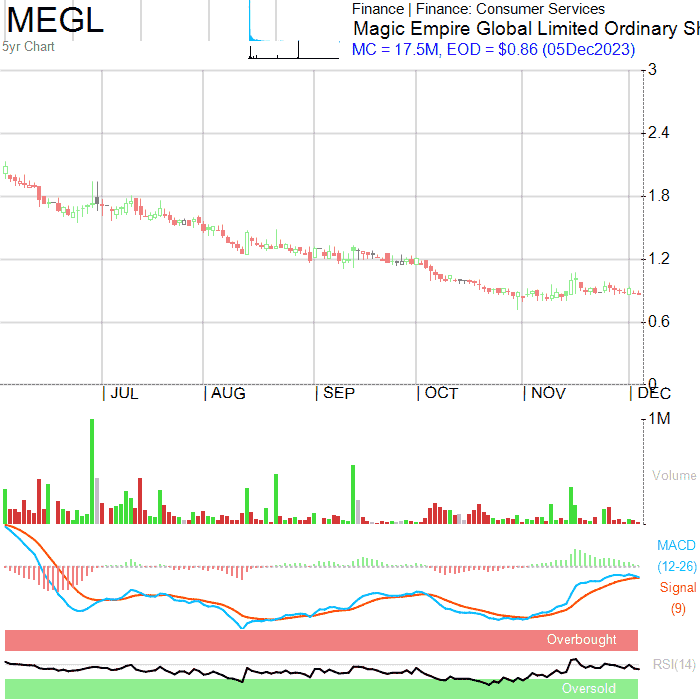 MEGL
5yr Chart
Finance | Finance: Consumer Services
Magic Empire Global Limited Ordinary Sh
MC = 17.5M, EOD = $0.86 (05Dec2023)
3
2.4
1.8
1.2
0.6
0
| JUL | AUG | SEP | OCT | NOV | DEC
1M
Volume
MACD
(12-26)
Signal
(9)
Overbought
RSI(14)
Oversold